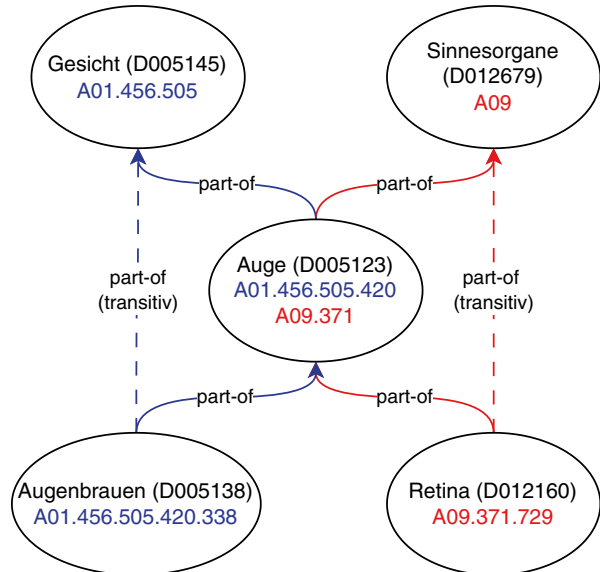 Gesicht (D005145)
A01.456.505
Sinnesorgane
(D012679)
A09
part-of
part-of
Auge (D005123)
A01.456.505.420
A09.371
part-of
(transitiv)
part-of
(transitiv)
part-of
part-of
Augenbrauen (D005138)
A01.456.505.420.338
Retina (D012160)
A09.371.729